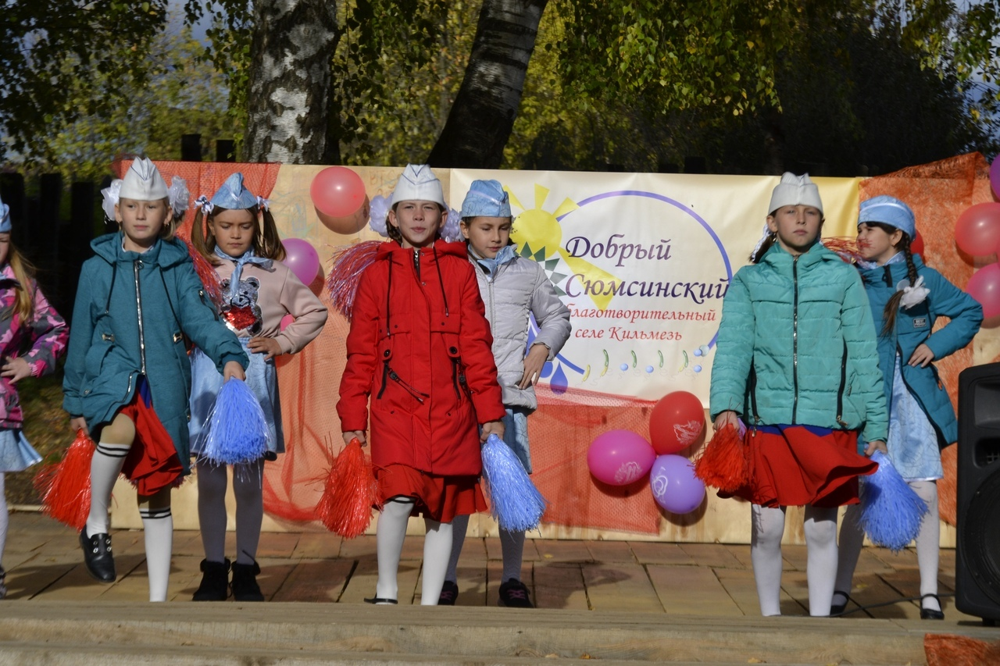 Добрый
Сюмсинский
благотворительный
селе Кильмезь